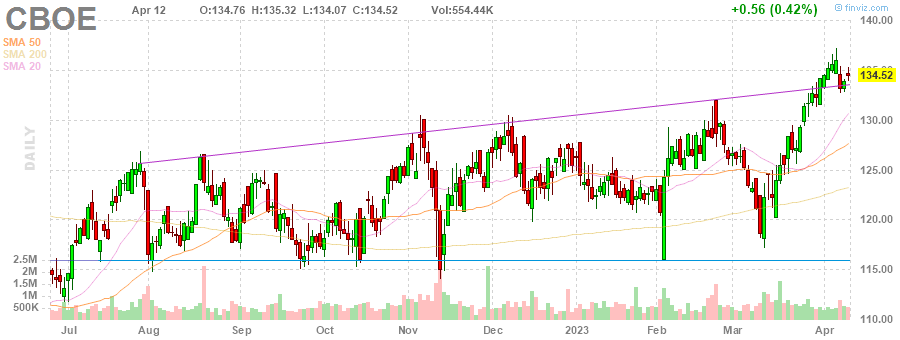 CBOE
Apr 12 O:134.76 H:135.32 L:134.07 C:134.52 Vol:554.44K +0.56 (0.42%)
finviz.com
SMA 50
SMA 200
SMA 20
DAILY
140.00
134.52
130.00
125.00
120.00
115.00
110.00
2.5M
2M
1.5M
1M
500K
Jul Aug Sep Oct Nov Dec 2023 Feb Mar Apr